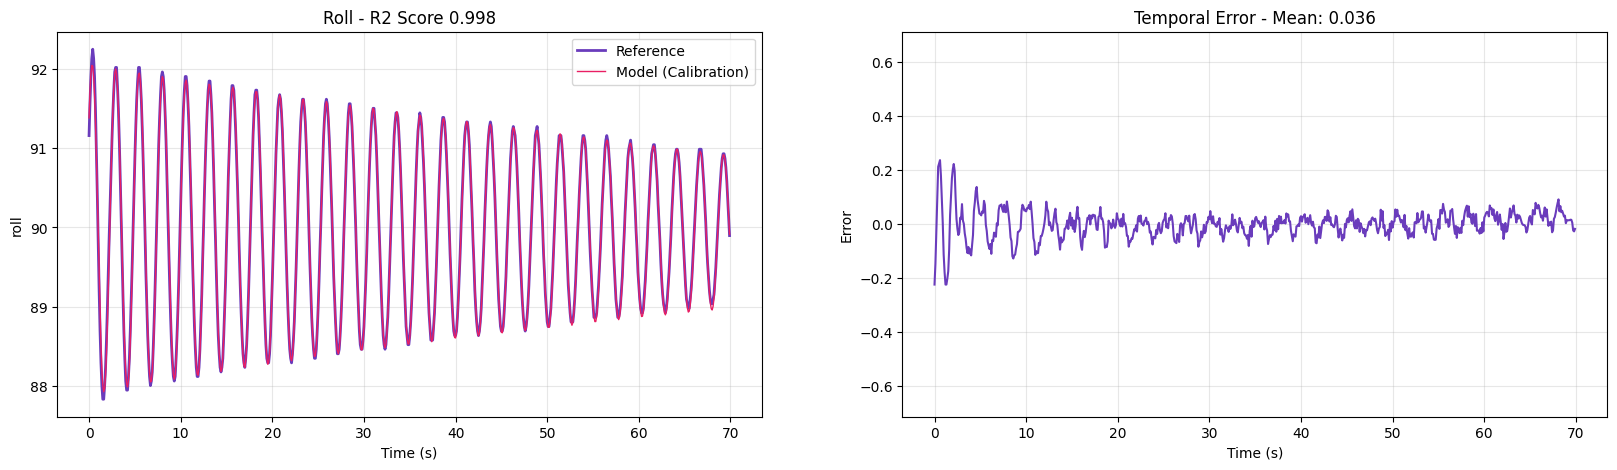 Roll - R2 Score 0.998
Reference
Model (Calibration)
92
91
90
89
88
roll
0 10 20 30 40 50 60 70
Time (s)
Temporal Error - Mean: 0.036
0.6
0.4
0.2
0.0
−0.2
−0.4
−0.6
Error
0 10 20 30 40 50 60 70
Time (s)